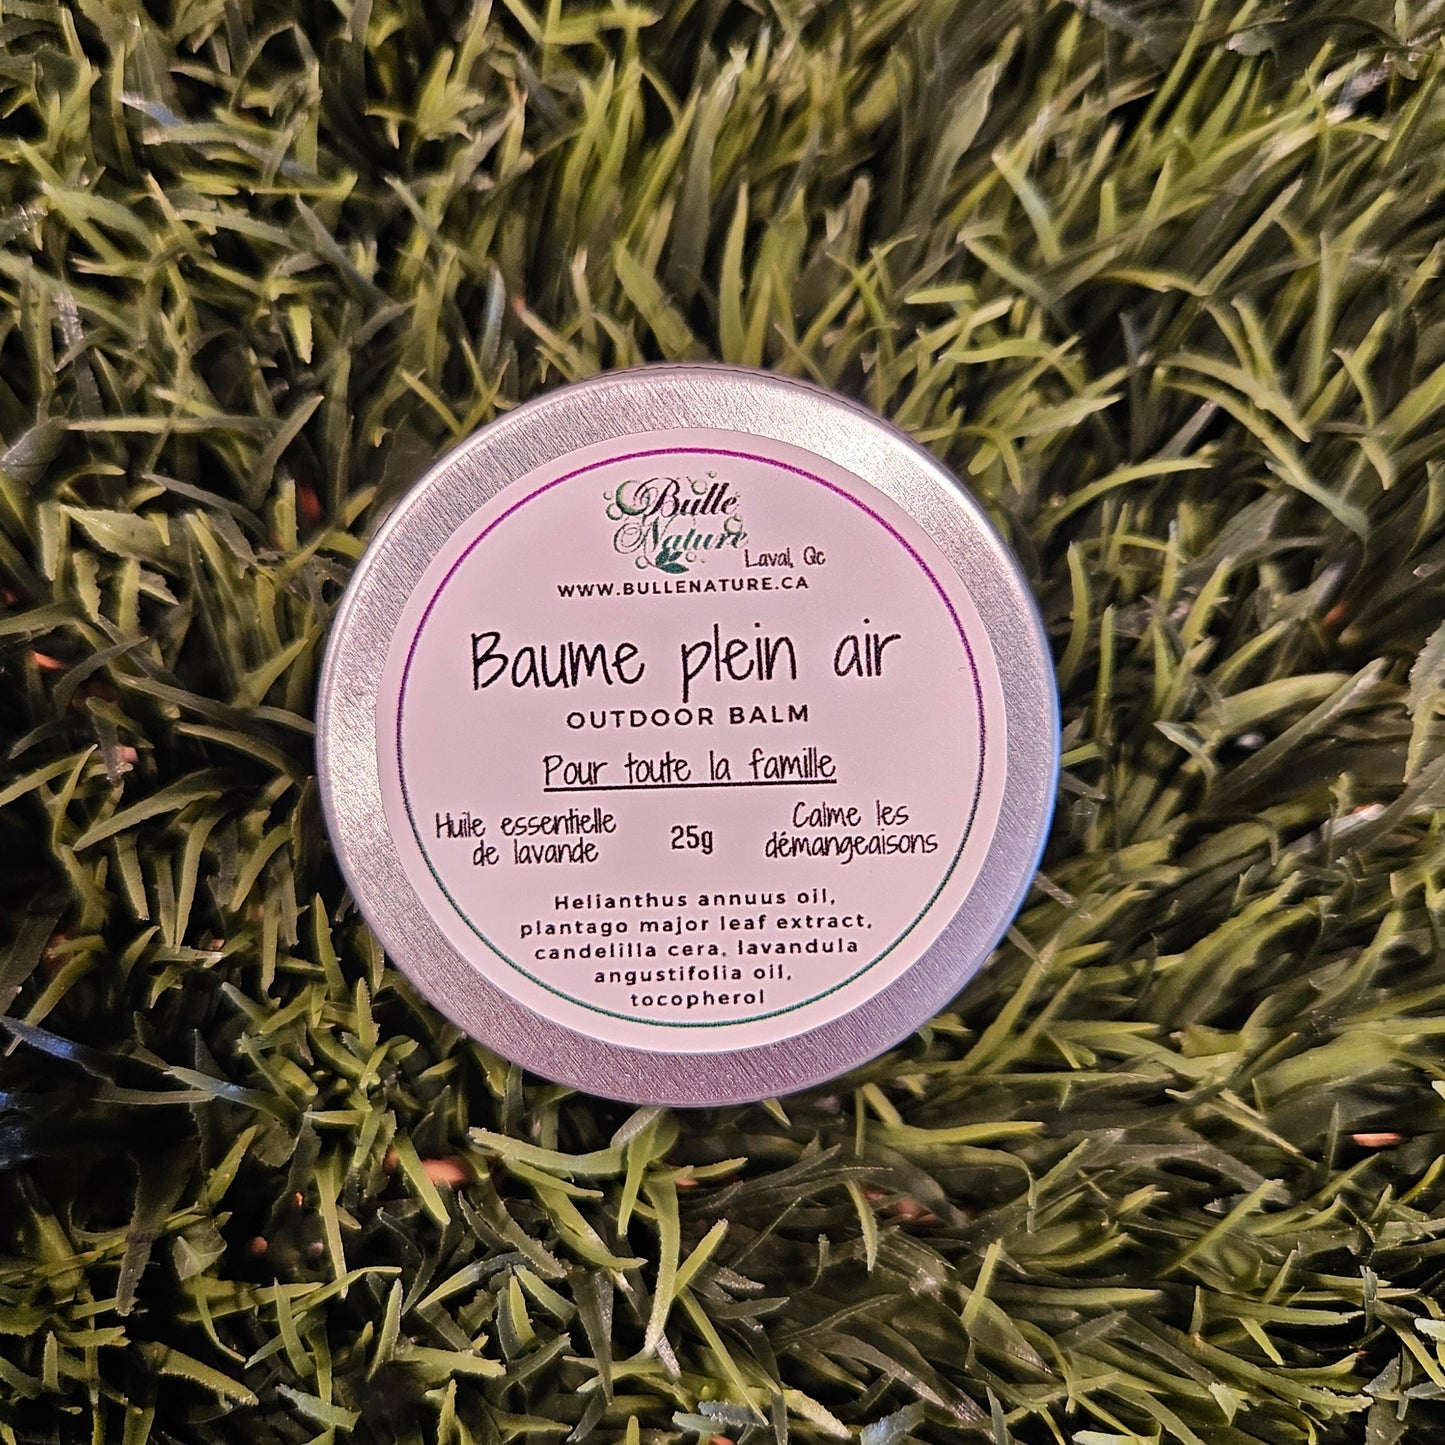 Bulle
Nature
Laval, Qc
WWW.BULLENATURE.CA
Baume plein air
OUTDOOR BALM
Pour toute la famille
Huile essentielle
de lavande
25g
Calme les
démangeaisons
Helianthus annuus oil,
plantago major leaf extract,
candelilla cera, lavandula
angustifolia oil,
tocopherol